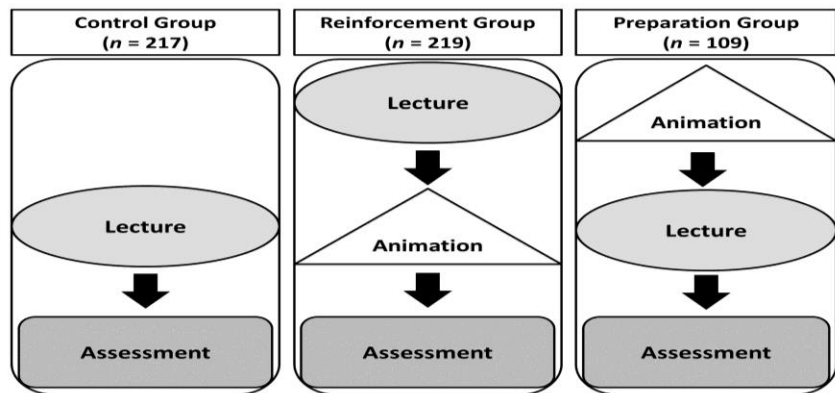 Control Group
(n = 217)
Lecture
Assessment
Reinforcement Group
(n = 219)
Lecture
Animation
Assessment
Preparation Group
(n = 109)
Animation
Lecture
Assessment